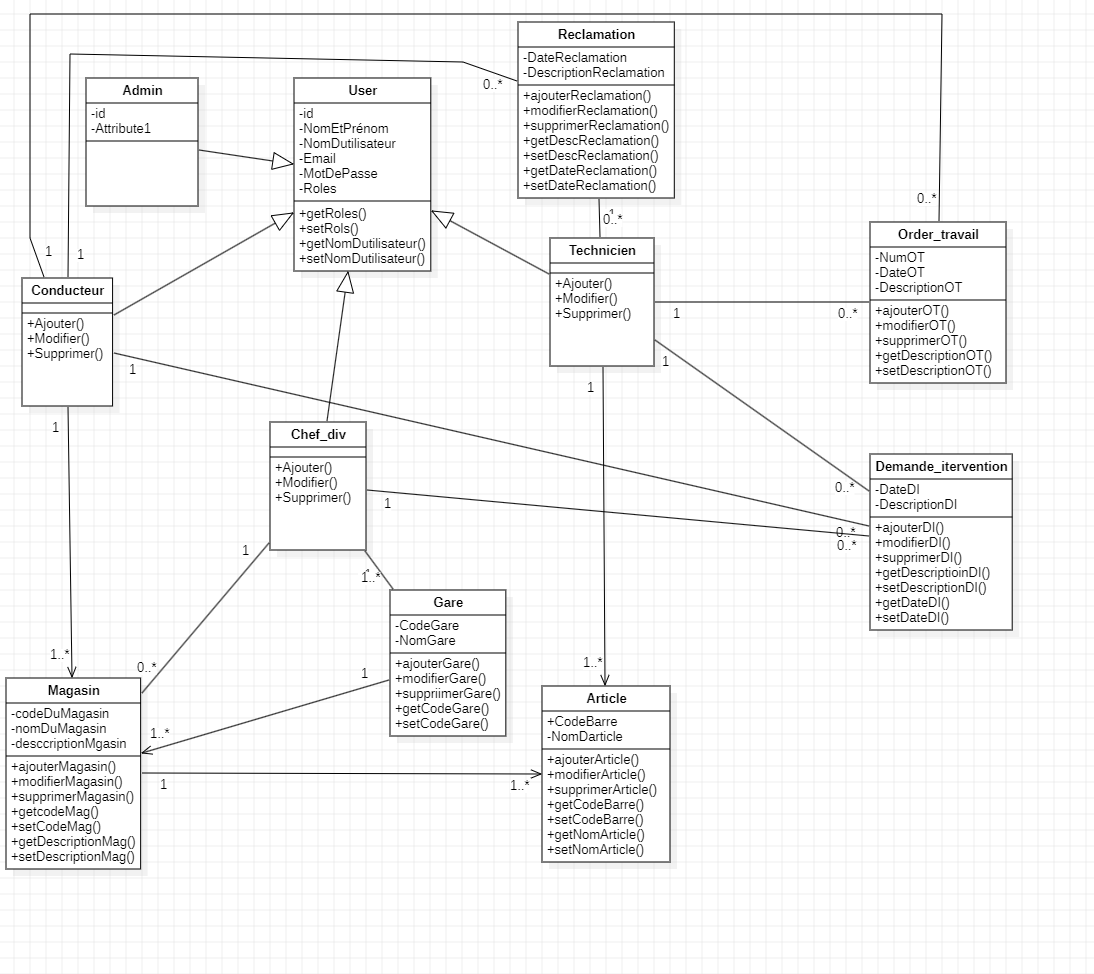 Reclamation
-DateReclamation
-DescriptionReclamation
+ajouterReclamation()
+modifierReclamation()
+supprimerReclamation()
+getDescReclamation()
+setDescReclamation()
+getDateReclamation()
+setDateReclamation()
0..*
Admin
-id
-Attribute1
User
-id
-NomEtPrénom
-NomDutilisateur
-Email
-MotDePasse
-Roles
+getRoles()
+setRols()
+getNomDutilisateur()
+setNomDutilisateur()
1
0..*
0..*
1
1
Conducteur
+Ajouter()
+Modifier()
+Supprimer()
1
1
Technicien
+Ajouter()
+Modifier()
+Supprimer()
1
0..*
1
1
Order_travail
-NumOT
-DateOT
-DescriptionOT
+ajouterOT()
+modifierOT()
+supprimerOT()
+getDescriptionOT()
+setDescriptionOT()
Chef_div
+Ajouter()
+Modifier()
+Supprimer()
1
1
1
1..*
Demande_itervention
-DateDI
-DescriptionDI
+ajouterDI()
+modifierDI()
+supprimerDI()
+getDescriptioinDI()
+setDescriptionDI()
+getDateDI()
+setDateDI()
0..*
0..*
0..*
Gare
-CodeGare
-NomGare
+ajouterGare()
+modifierGare()
+suppriimerGare()
+getCodeGare()
+setCodeGare()
1
1..*
0..*
1..*
Magasin
-codeDuMagasin
-nomDuMagasin
-desccriptionMgasin
+ajouterMagasin()
+modifierMagasin()
+supprimerMagasin()
+getcodeMag()
+setCodeMag()
+getDescriptionMag()
+setDescriptionMag()
1
1..*
1..*
Article
+CodeBarre
-NomDarticle
+ajouterArticle()
+modifierArticle()
+supprimerArticle()
+getCodeBarre()
+setCodeBarre()
+getNomArticle()
+setNomArticle()